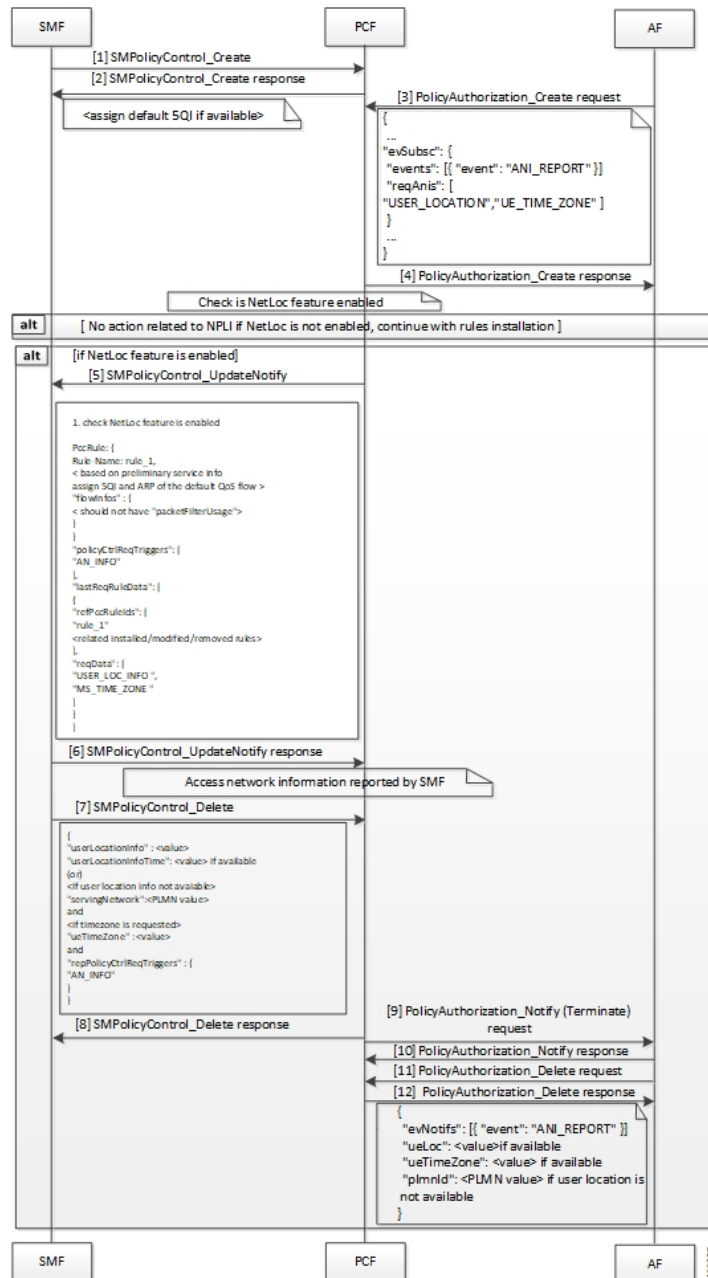 SMF
PCF
AF
[1] SMPolicyControl_Create
[2] SMPolicyControl_Create response
<assign default 5QI if available>
[3] PolicyAuthorization_Create request
{
...
"evSubsc": {
"events": [{ "event": "ANI_REPORT" }]
"reqAnis": [
"USER_LOCATION","UE_TIME_ZONE" ]
}
...
}
[4] PolicyAuthorization_Create response
Check is NetLoc feature enabled
alt
[ No action related to NPLI if NetLoc is not enabled, continue with rules installation ]
alt
[if NetLoc feature is enabled]
[5] SMPolicyControl_UpdateNotify
1. check NetLoc feature is enabled
PccRule: {
Rule-Name: rule_1,
< based on preliminary service info
assign 5QI and ARP of the default QoS flow >
"flowInfos" : {
< should not have "packetFilterUsage">
}
}
"policyCtrlReqTriggers": [
"AN_INFO"
],
"lastReqRuleData": [
{
"refPccRuleIds": [
"rule_1"
<related installed/modified/removed rules>
],
"reqData": [
"USER_LOC_INFO ",
"MS_TIME_ZONE "
]
}
]
[6] SMPolicyControl_UpdateNotify response
Access network information reported by SMF
[7] SMPolicyControl_Delete
{
"userLocationInfo" : <value>
"userLocationInfoTime": <value> if available
(or)
<if user location info not available>
"servingNetwork":<PLMN value>
and
<if timezone is requested>
"ueTimeZone" :<value>
and
"repPolicyCtrlReqTriggers" : [
"AN_INFO"
]
}
[8] SMPolicyControl_Delete response
[9] PolicyAuthorization_Notify (Terminate)
request
[10] PolicyAuthorization_Notify response
[11] PolicyAuthorization_Delete request
[12] PolicyAuthorization_Delete response
{
"evNotifs": [{ "event": "ANI_REPORT" }]
"ueLoc": <value>if available
"ueTimeZone": <value> if available
"plmnId": <PLMN value> if user location is
not available
}
SMF
PCF
AF